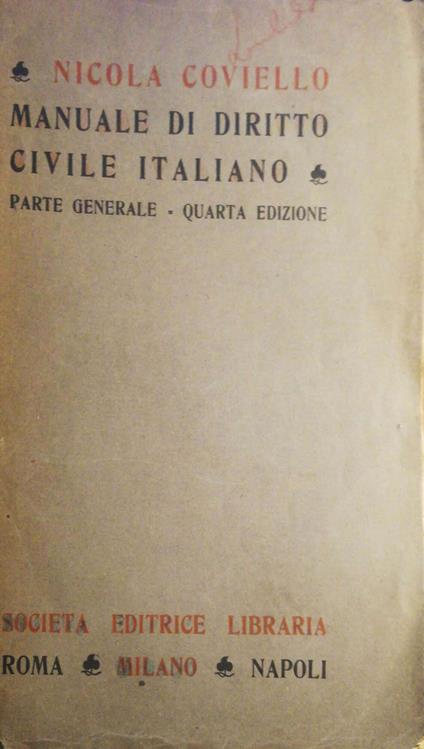 NICOLA COVIELLO
MANUALE DI DIRITTO
CIVILE ITALIANO
PARTE GENERALE - QUARTA EDIZIONE
SOCIETA EDITRICE LIBRARIA
ROMA MILANO NAPOLI